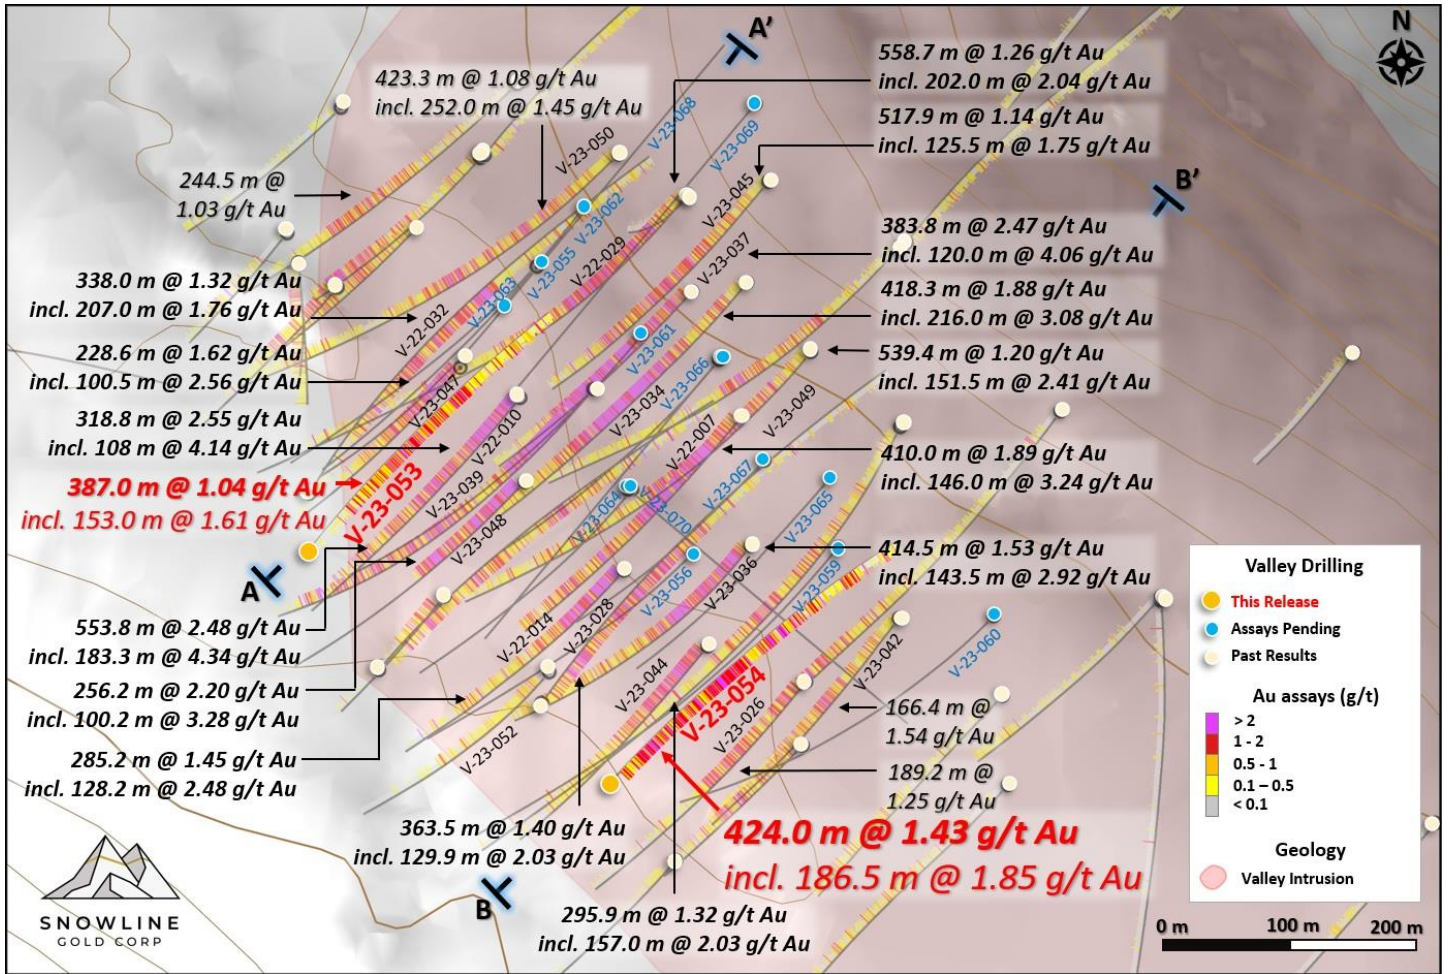 N
A'
558.7 m @ 1.26 g/t Au
incl. 202.0 m @ 2.04 g/t Au
423.3 m @ 1.08 g/t Au
incl. 252.0 m @ 1.45 g/t Au
517.9 m @ 1.14 g/t Au
incl. 125.5 m @ 1.75 g/t Au
V-23-050
V-23-068
V-23-069
244.5 m @
1.03 g/t Au
V-23-062
V-23-045
B'
383.8 m @ 2.47 g/t Au
incl. 120.0 m @ 4.06 g/t Au
V-23-055
V-22-029
V-23-037
338.0 m @ 1.32 g/t Au
incl. 207.0 m @ 1.76 g/t Au
418.3 m @ 1.88 g/t Au
incl. 216.0 m @ 3.08 g/t Au
V-22-032
V-23-063
V-23-061
228.6 m @ 1.62 g/t Au
incl. 100.5 m @ 2.56 g/t Au
539.4 m @ 1.20 g/t Au
incl. 151.5 m @ 2.41 g/t Au
V-23-047
V-23-066
318.8 m @ 2.55 g/t Au
incl. 108 m @ 4.14 g/t Au
V-22-010
V-23-034
V-22-007
V-23-049
410.0 m @ 1.89 g/t Au
incl. 146.0 m @ 3.24 g/t Au
387.0 m @ 1.04 g/t Au
incl. 153.0 m @ 1.61 g/t Au
V-23-053
V-23-039
V-23-067
V-23-064
V-23-070
V-23-065
V-23-048
414.5 m @ 1.53 g/t Au
incl. 143.5 m @ 2.92 g/t Au
A
V-23-056
V-23-036
V-23-059
553.8 m @ 2.48 g/t Au
incl. 183.3 m @ 4.34 g/t Au
V-22-014
V-23-028
V-23-042
V-23-060
256.2 m @ 2.20 g/t Au
incl. 100.2 m @ 3.28 g/t Au
V-23-044
V-23-054
V-23-026
166.4 m @
1.54 g/t Au
285.2 m @ 1.45 g/t Au
incl. 128.2 m @ 2.48 g/t Au
V-23-052
189.2 m @
1.25 g/t Au
363.5 m @ 1.40 g/t Au
incl. 129.9 m @ 2.03 g/t Au
424.0 m @ 1.43 g/t Au
incl. 186.5 m @ 1.85 g/t Au
B
295.9 m @ 1.32 g/t Au
incl. 157.0 m @ 2.03 g/t Au
Valley Drilling
This Release
Assays Pending
Past Results
Au assays (g/t)
> 2
1 - 2
0.5 - 1
0.1 – 0.5
< 0.1
Geology
Valley Intrusion
0 m 100 m 200 m
SNOWLINE
GOLD CORP